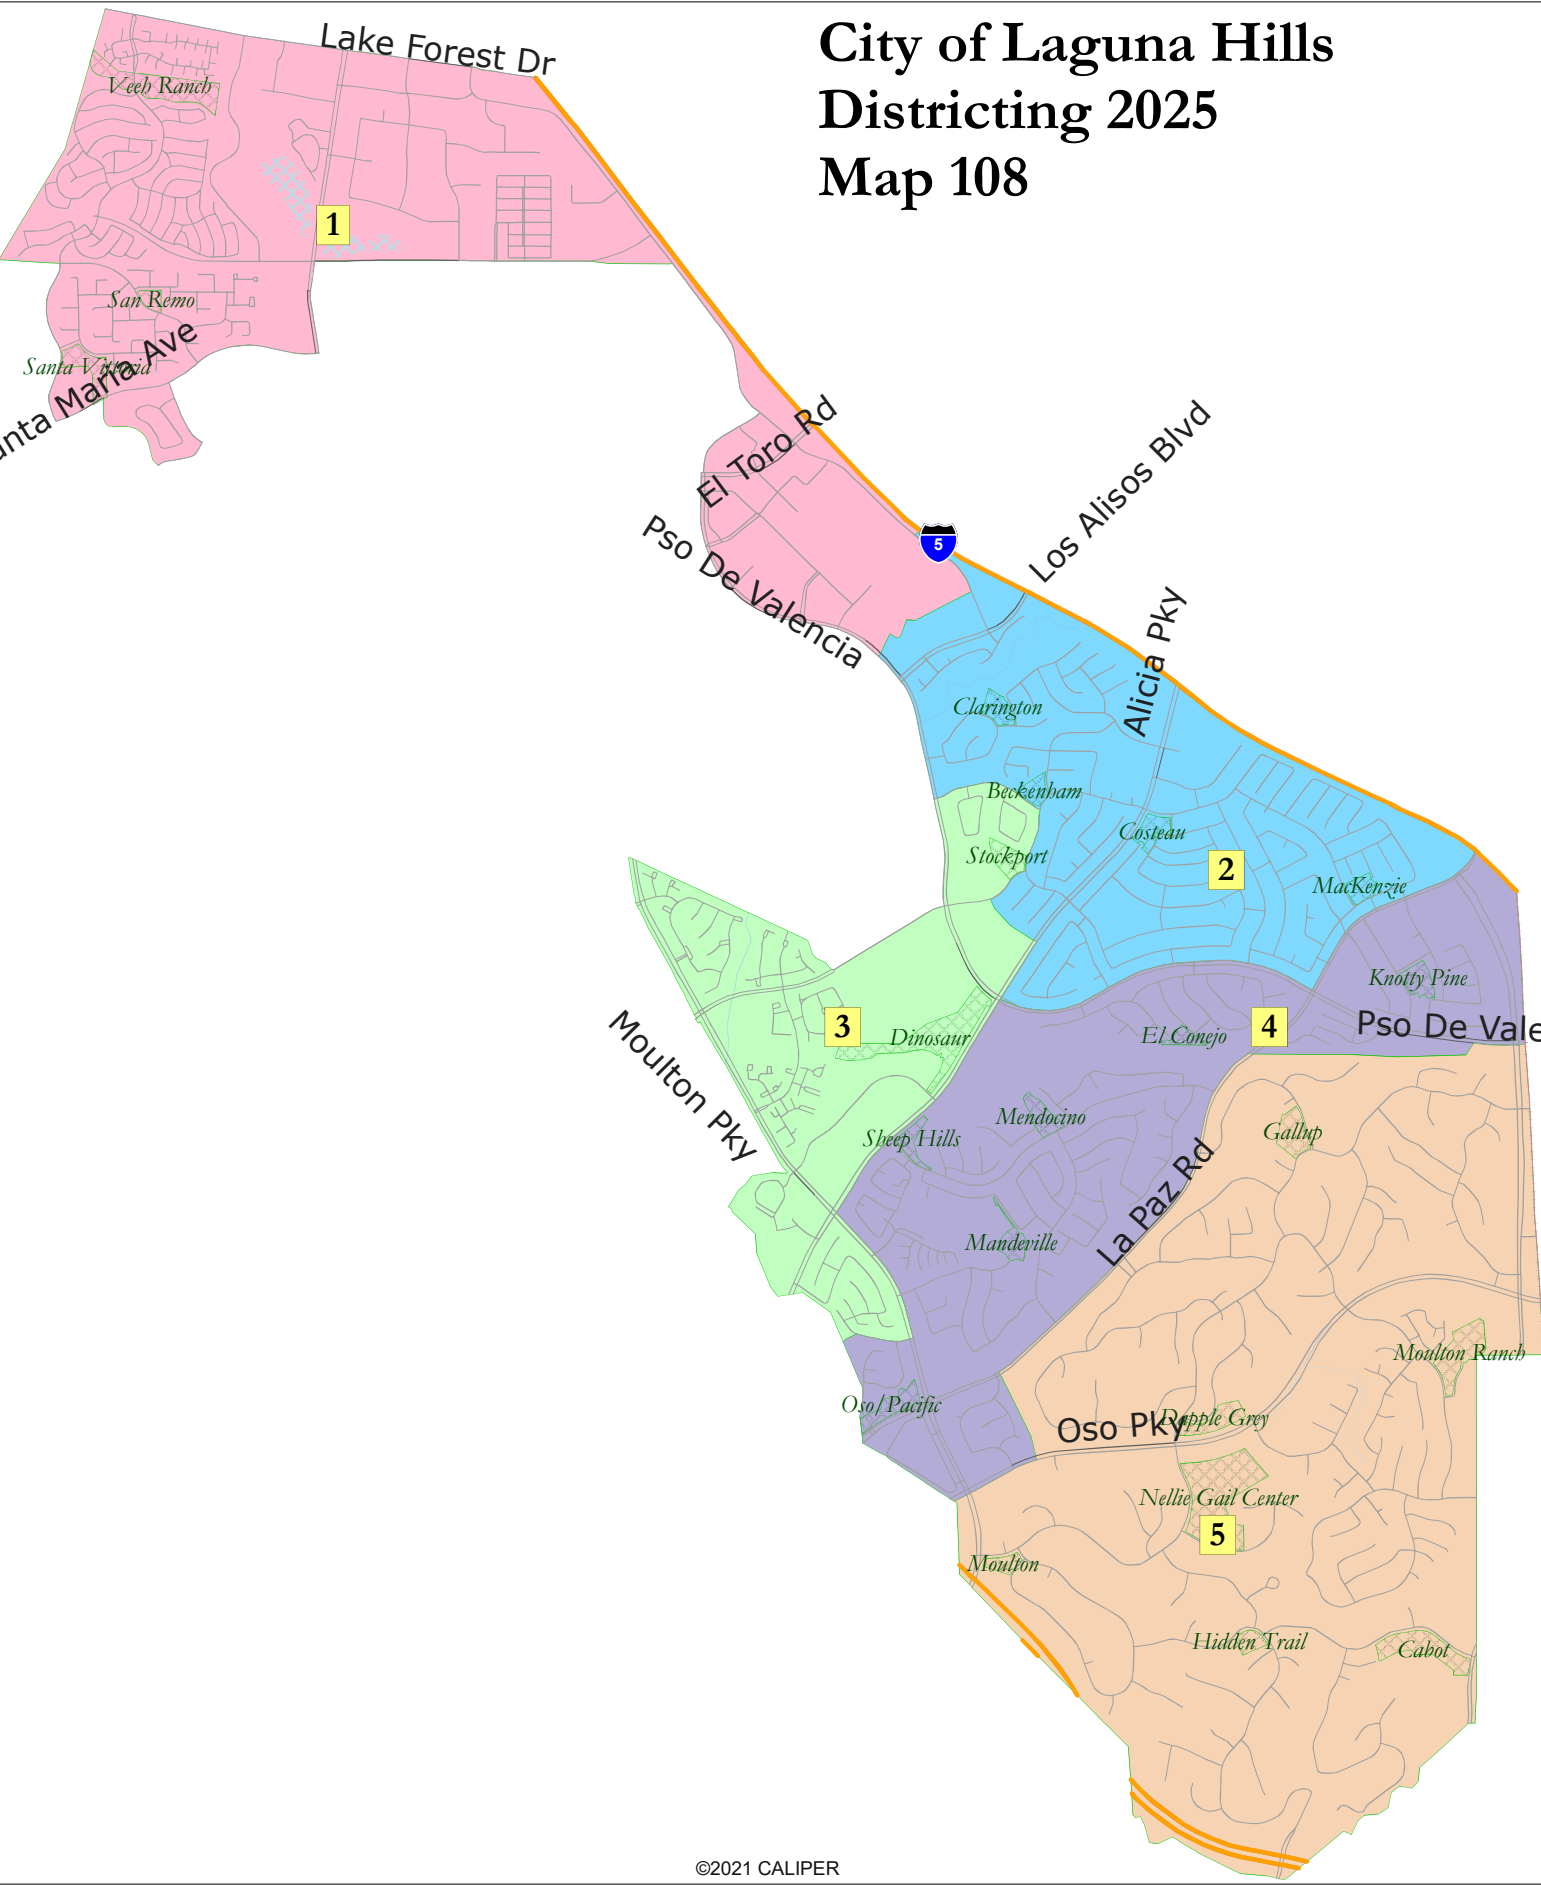 City of Laguna Hills
Districting 2025
Map 108
Lake Forest Dr
Veeh Ranch
1
San Remo
Santa Vittoria
anta Maria Ave
El Toro Rd
Los Alisos Blvd
5
Pso De Valencia
Alicia Pky
Clarington
Beckenham
Costeau
Stockport
2
MacKenzie
Knotty Pine
3
Dinosaur
El Conejo
4
Pso De Vale
Moulton Pky
Mendocino
Sheep Hills
Gallup
La Paz Rd
Mandeville
Moulton Ranch
Oso/Pacific
Oso Pky
Dapple Grey
Nellie Gail Center
5
Moulton
Hidden Trail
Cabot
©2021 CALIPER